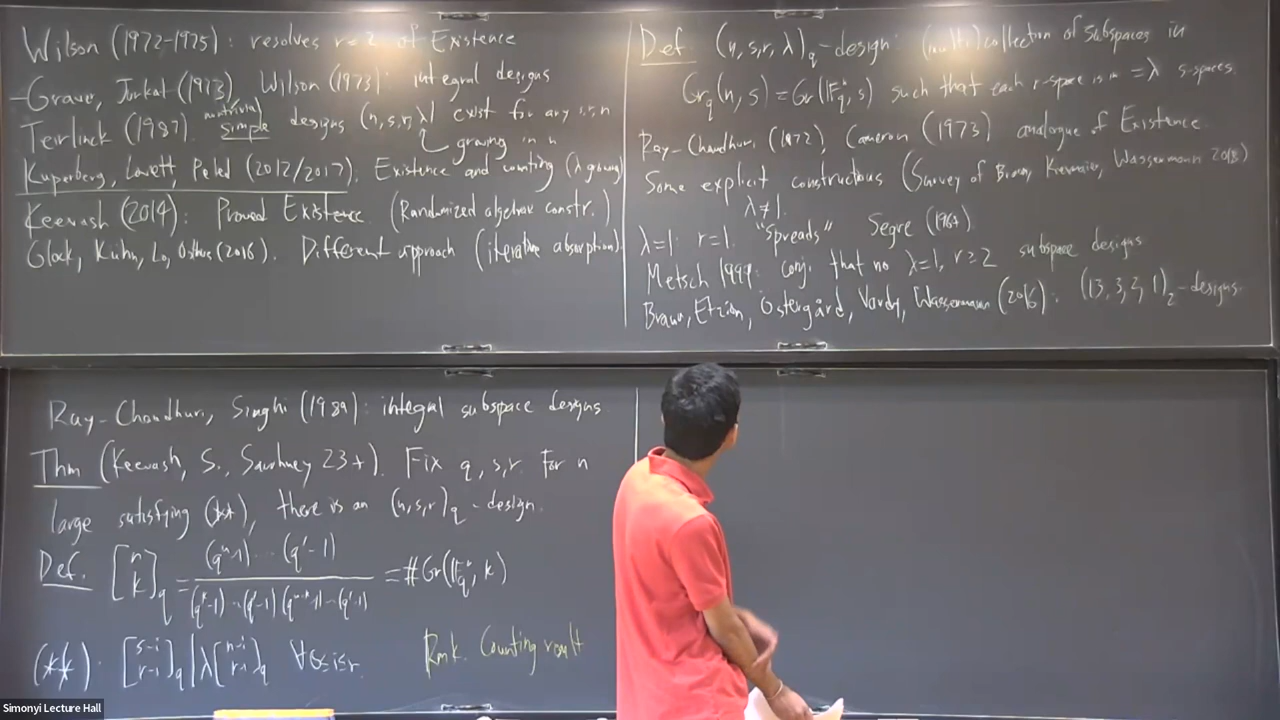 Wilson (1972-1975): resolves r=2 of Existence
- Graver, Jurkat (1973), Wilson (1973): integral designs
nontrivial
Teirlinck (1987). simple designs (n,s,r,λ) exist for any s,r,n
growing in n
Kuperberg, Lovett, Peled (2012/2017): Existence and counting (λ growing)
Keevash (2014): Proved Existence (Randomized algebraic constr.)
Glock, Kühn, Lo, Osthus (2016). Different approach (iterative absorption).
Def (n,s,r,λ)_q-design: (multi)collection of subspaces in
Gr_q(n,s) = Gr(F_q^n, s) such that each r-space is in =λ s-spaces.
Ray-Chaudhuri, (1972), Cameron (1973) analogue of Existence
Some explicit constructions (Survey of Braun, Kiermaier, Wassermann 2018)
λ≠1.
λ=1: r=1. "Spreads" Segre (1964).
Metsch 1999: conj. that no λ=1, r≥2 subspace designs
Braun, Etzion, Östergård, Vardy, Wassermann (2016): (13,3,2,1)_2-designs.
Ray-Chaudhuri, Singhi (1989): integral subspace designs
Thm (Keevash, S., Sawhney 23+). Fix q,s,r. For n
large satisfying (**), there is an (n,s,r)_q-design.
Def. [n k]_q = (q^n-1)...(q^1-1) / (q^k-1)...(q^1-1)(q^{n-k}-1)...(q^1-1) = #Gr(F_q^n, k)
(**): [s-i r-i]_q | λ[n-i r-i]_q ∀0≤i≤r.
Rmk. Counting result
Simonyi Lecture Hall